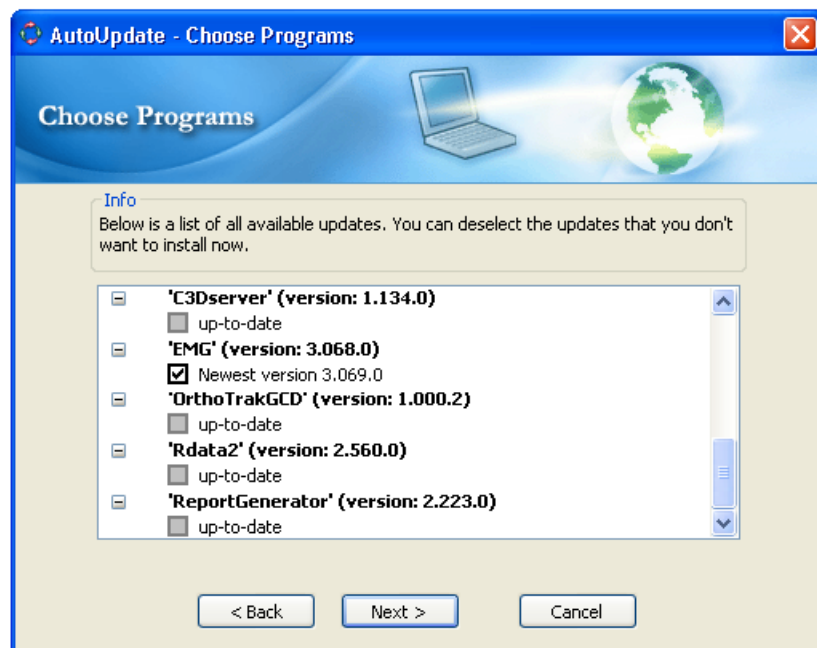 AutoUpdate - Choose Programs
Choose Programs
Info
Below is a list of all available updates. You can deselect the updates that you don't
want to install now.
'C3Dserver' (version: 1.134.0)
up-to-date
'EMG' (version: 3.068.0)
Newest version 3.069.0
'OrthoTrakGCD' (version: 1.000.2)
up-to-date
'Rdata2' (version: 2.560.0)
up-to-date
'ReportGenerator' (version: 2.223.0)
up-to-date
< Back Next > Cancel